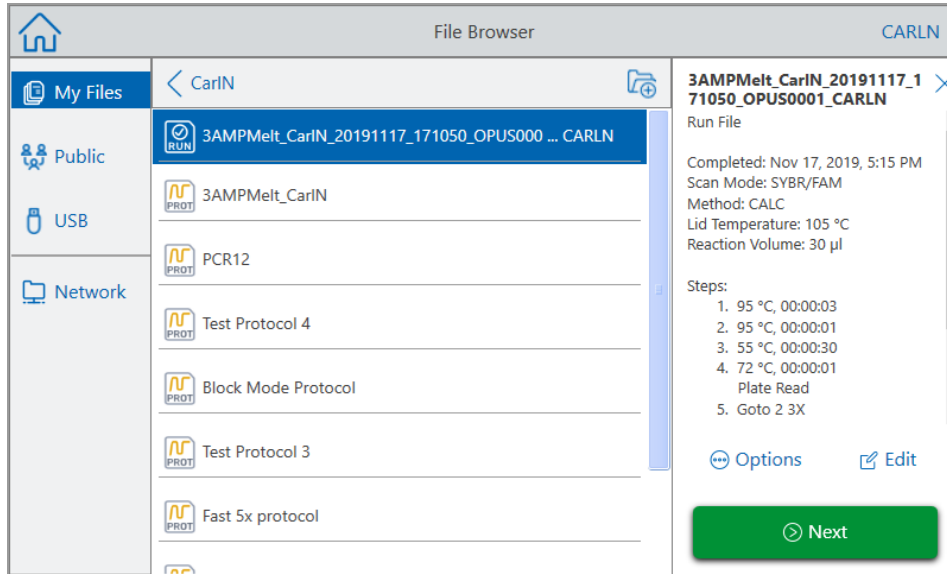 File Browser
CARLN
My Files
Public
USB
Network
CarIN
RUN
3AMPMelt_CarIN_20191117_171050_OPUS000 ... CARLN
PROT
3AMPMelt_CarIN
PROT
PCR12
PROT
Test Protocol 4
PROT
Block Mode Protocol
PROT
Test Protocol 3
PROT
Fast 5x protocol
3AMPMelt_CarIN_20191117_1
71050_OPUS0001_CARLN
Run File
Completed: Nov 17, 2019, 5:15 PM
Scan Mode: SYBR/FAM
Method: CALC
Lid Temperature: 105 °C
Reaction Volume: 30 µl
Steps:
1. 95 °C, 00:00:03
2. 95 °C, 00:00:01
3. 55 °C, 00:00:30
4. 72 °C, 00:00:01
Plate Read
5. Goto 2 3X
Options
Edit
Next